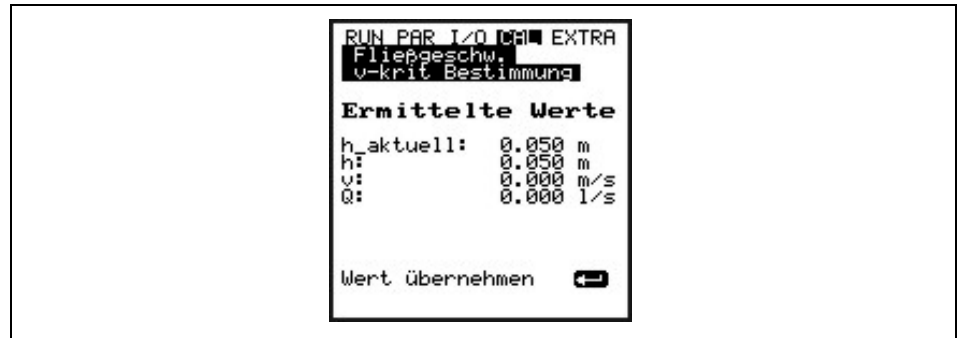 RUN PAR I/O CAL EXTRA
Fließgeschw.
v-krit Bestimmung
Ermittelte Werte
h_aktuell: 0.050 m
h: 0.050 m
v: 0.000 m/s
Q: 0.000 l/s
Wert übernehmen